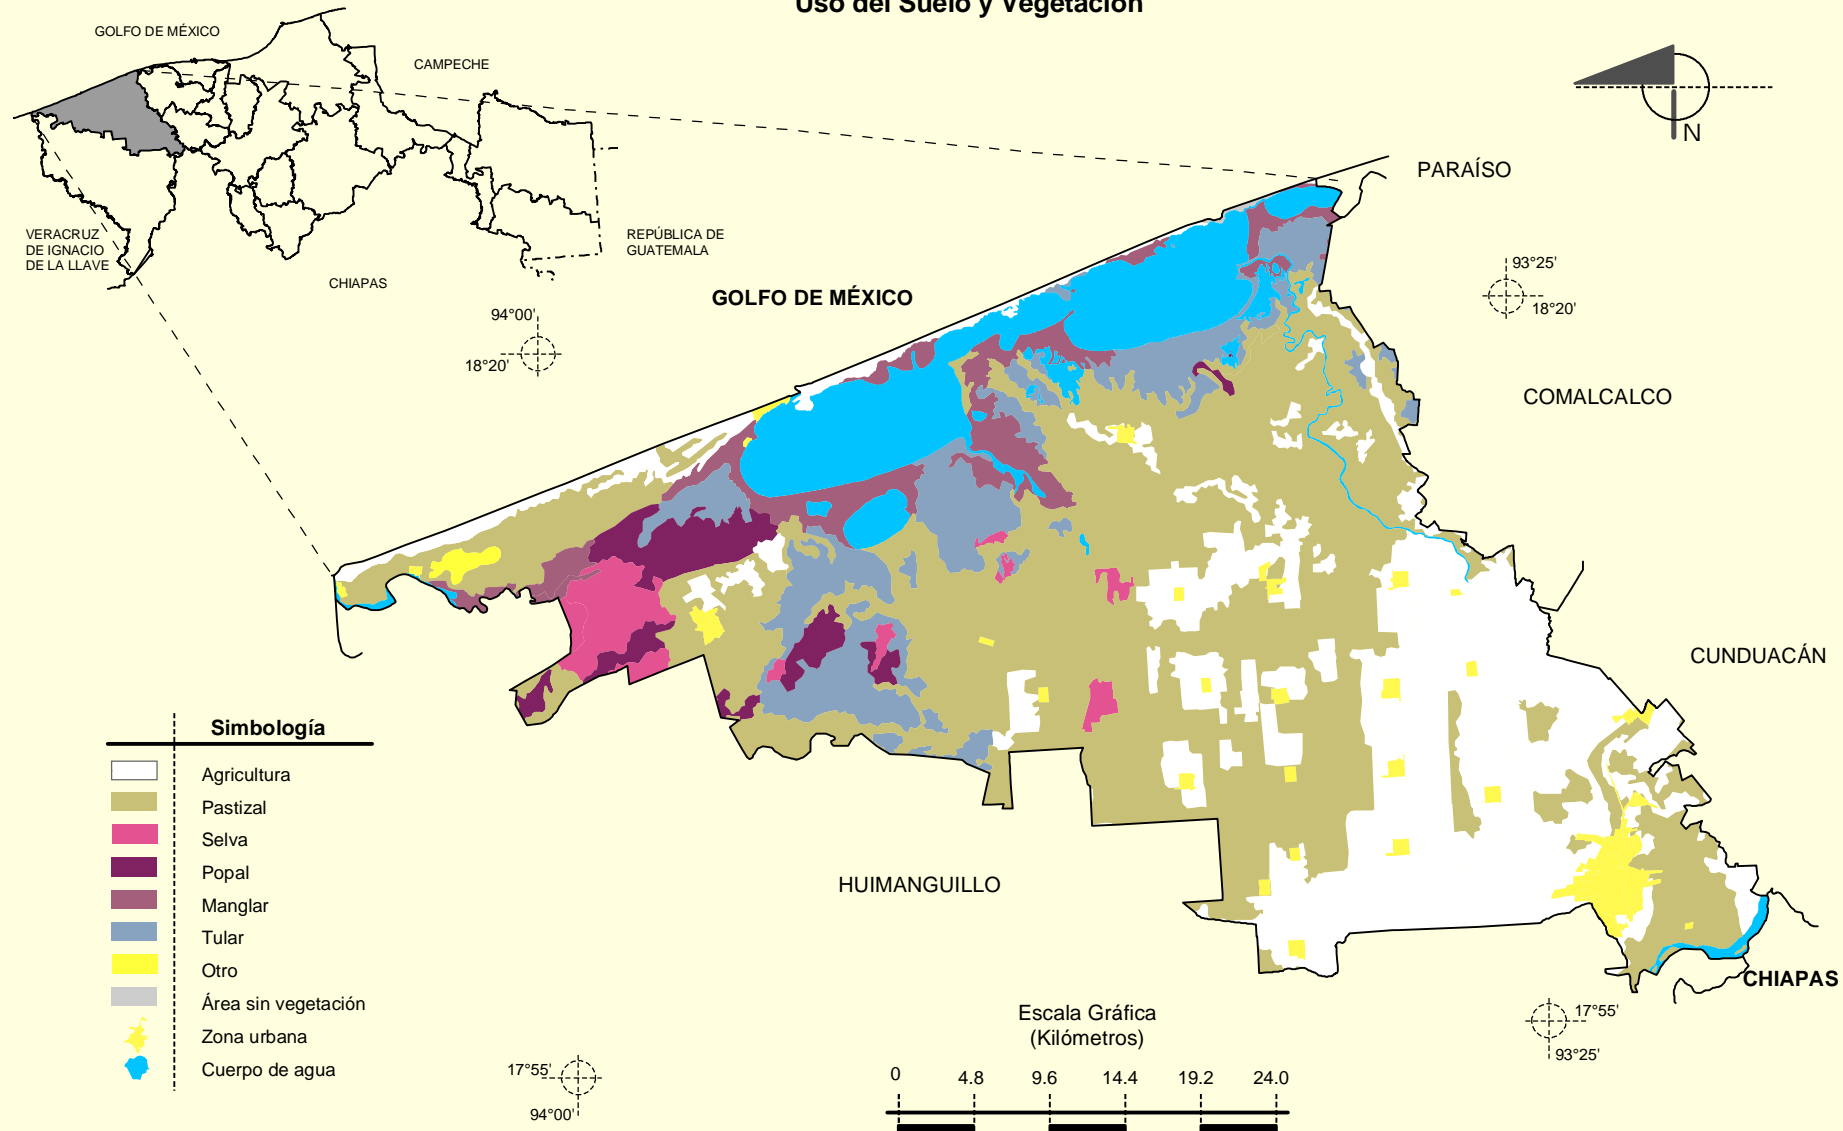 Uso del Suelo y Vegetación
GOLFO DE MÉXICO
CAMPECHE
VERACRUZ
DE IGNACIO
DE LA LLAVE
REPÚBLICA DE
GUATEMALA
CHIAPAS
N
PARAÍSO
93°25'
18°20'
GOLFO DE MÉXICO
94°00'
18°20'
COMALCALCO
CUNDUACÁN
HUIMANGUILLO
CHIAPAS
Simbología
Agricultura
Pastizal
Selva
Popal
Manglar
Tular
Otro
Área sin vegetación
Zona urbana
Cuerpo de agua
17°55'
94°00'
Escala Gráfica
(Kilómetros)
0 4.8 9.6 14.4 19.2 24.0
17°55'
93°25'